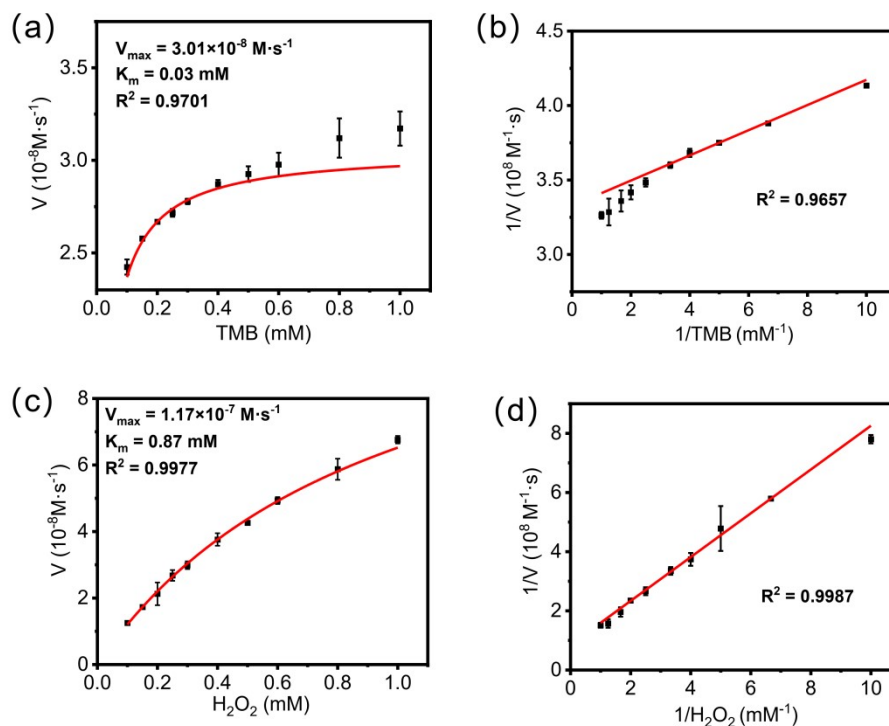 (a)
V (10⁻⁸M·s⁻¹)
3.5
3.0
2.5
Vmax = 3.01×10⁻⁸ M·s⁻¹
Km = 0.03 mM
R² = 0.9701
0.0 0.2 0.4 0.6 0.8 1.0
TMB (mM)
(b)
1/V (10⁸ M⁻¹·s)
4.5
4.0
3.5
3.0
R² = 0.9657
0 2 4 6 8 10
1/TMB (mM⁻¹)
(c)
V (10⁻⁸M·s⁻¹)
8
6
4
2
0
Vmax = 1.17×10⁻⁷ M·s⁻¹
Km = 0.87 mM
R² = 0.9977
0.0 0.2 0.4 0.6 0.8 1.0
H₂O₂ (mM)
(d)
1/V (10⁸ M⁻¹·s)
8
6
4
2
0
R² = 0.9987
0 2 4 6 8 10
1/H₂O₂ (mM⁻¹)